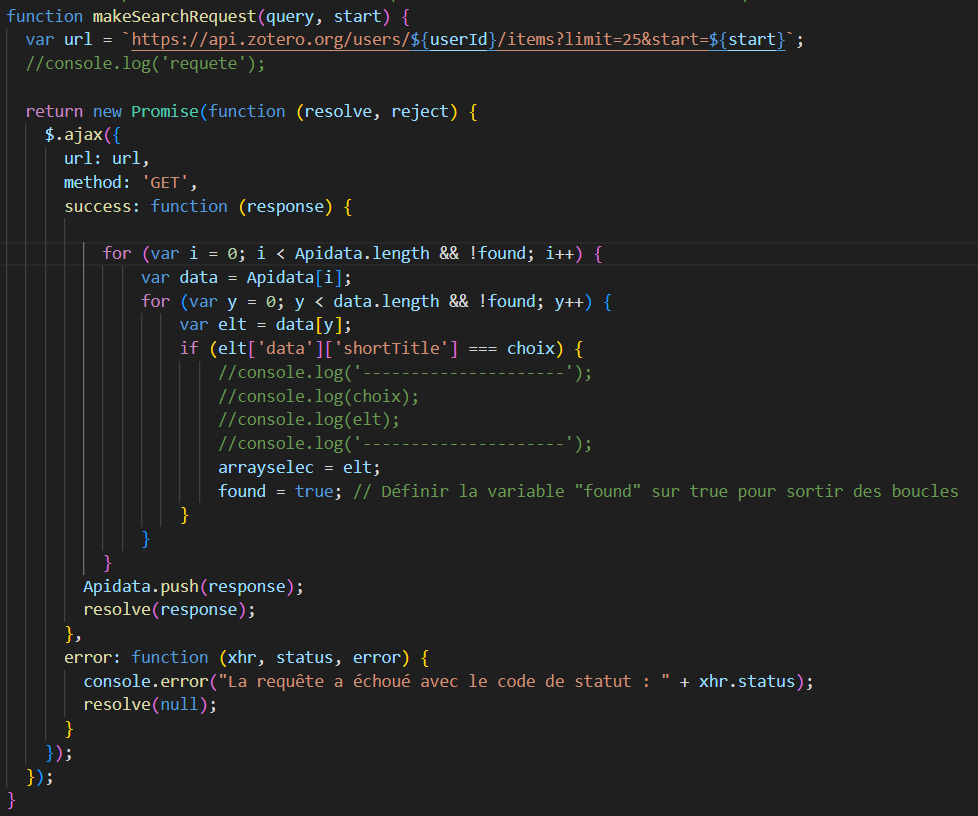 function makeSearchRequest(query, start) {
var url = `https://api.zotero.org/users/${userId}/items?limit=25&start=${start}`;
//console.log('requete');
return new Promise(function (resolve, reject) {
$.ajax({
url: url,
method: 'GET',
success: function (response) {
for (var i = 0; i < Apidata.length && !found; i++) {
var data = Apidata[i];
for (var y = 0; y < data.length && !found; y++) {
var elt = data[y];
if (elt['data']['shortTitle'] === choix) {
//console.log('---------------------');
//console.log(choix);
//console.log(elt);
//console.log('---------------------');
arrayselec = elt;
found = true; // Définir la variable "found" sur true pour sortir des boucles
}
}
}
Apidata.push(response);
resolve(response);
},
error: function (xhr, status, error) {
console.error("La requête a échoué avec le code de statut : " + xhr.status);
resolve(null);
}
});
});
}